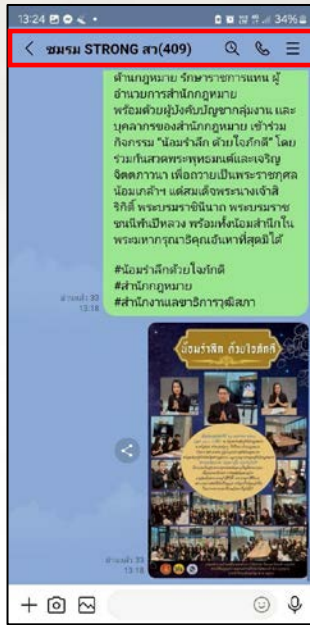 13:24
34%
ชมรม STRONG สว(409)
ด้านกฎหมาย รักษาราชการแทน ผู้
อำนวยการสำนักกฎหมาย
พร้อมด้วยผู้บังคับบัญชากลุ่มงาน และ
บุคลากรของสำนักกฎหมาย เข้าร่วม
กิจกรรม "น้อมรำลึก ด้วยใจภักดี" โดย
ร่วมกันสวดพระพุทธมนต์และเจริญ
จิตตภาวนา เพื่อถวายเป็นพระราชกุศล
น้อมเกล้าฯ แด่สมเด็จพระนางเจ้าสิ
ริกิติ์ พระบรมราชินีนาถ พระบรมราช
ชนนีพันปีหลวง พร้อมทั้งน้อมสำนึกใน
พระมหากรุณาธิคุณอันหาที่สุดมิได้
#น้อมรำลึกด้วยใจภักดี
#สำนักกฎหมาย
#สำนักงานเลขาธิการวุฒิสภา
อ่านแล้ว 33
13:18
น้อมรำลึก ด้วยใจภักดี
อ่านแล้ว 33
13:18